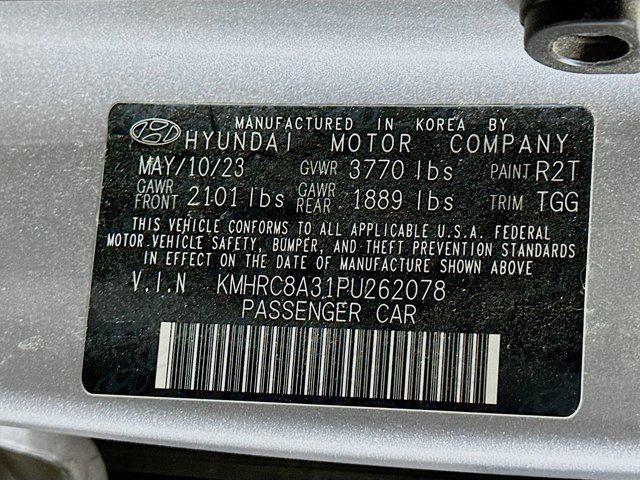 MANUFACTURED IN KOREA BY
HYUNDAI MOTOR COMPANY
MAY/10/23 GVWR 3770 lbs PAINT R2T
GAWR FRONT 2101 lbs GAWR REAR 1889 lbs TRIM TGG
THIS VEHICLE CONFORMS TO ALL APPLICABLE U.S.A. FEDERAL
MOTOR VEHICLE SAFETY, BUMPER, AND THEFT PREVENTION STANDARDS
IN EFFECT ON THE DATE OF MANUFACTURE SHOWN ABOVE
V.I.N KMHRC8A31PU262078
PASSENGER CAR